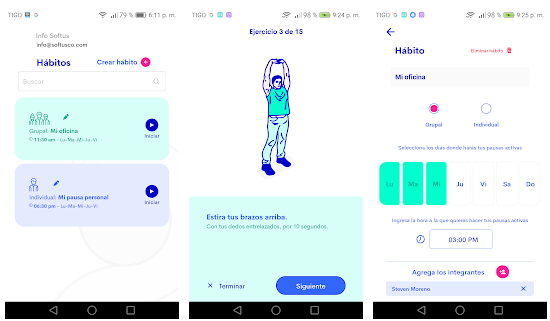 TIGO 79 % 6:11 p. m.
Info Softus
info@softusco.com
Hábitos Crear hábito
Buscar
Grupal: Mi oficina
11:30 am - Lu-Ma-Mi-Ju-Vi
Iniciar
Individual: Mi pausa personal
06:30 pm - Lu-Ma-Mi-Ju-Vi
Iniciar
TIGO 98 % 9:24 p. m.
Ejercicio 3 de 15
Estira tus brazos arriba.
Con tus dedos entrelazados, por 10 segundos.
Terminar Siguiente
TIGO 98 % 9:25 p. m.
Hábito Eliminar hábito
Mi oficina
Grupal Individual
Selecciona los días donde harás tus pausas activas
Lu Ma Mi Ju Vi Sa Do
Ingresa la hora a la que quieres hacer tus pausas activas
03:00 PM
Agrega los integrantes
Steven Moreno